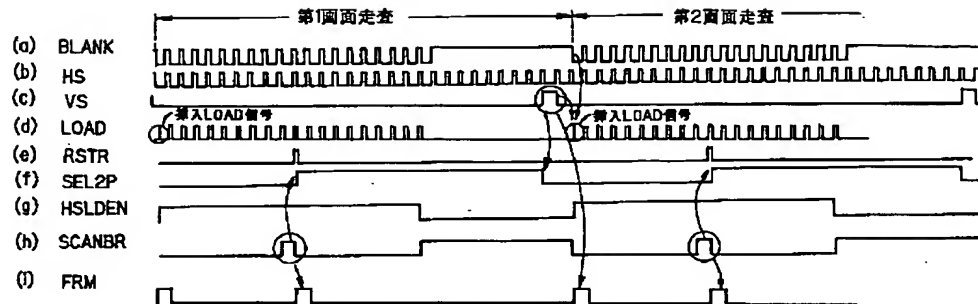 第1画面走査 第2画面走査
(a) BLANK
(b) HS
(c) VS
挿入LOAD信号 挿入LOAD信号
(d) LOAD
(e) RSTR
(f) SEL2P
(g) HSLDEN
(h) SCANBR
(i) FRM